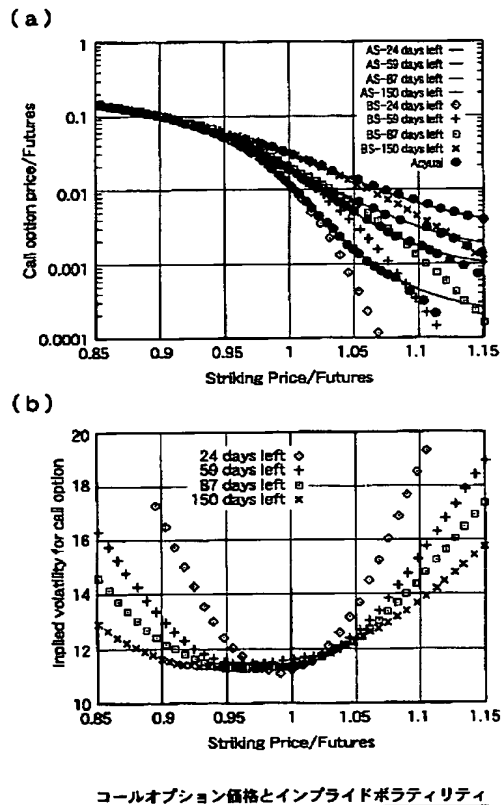 (a)
1
0.1
0.01
0.001
0.0001
Call option price/Futures
AS-24 days left
AS-59 days left
AS-87 days left
AS-150 days left
BS-24 days left
BS-59 days left
BS-87 days left
BS-150 days left
Acyual
0.85 0.9 0.95 1 1.05 1.1 1.15
Striking Price/Futures
(b)
20
18
16
14
12
10
Inplied volatility for call option
24 days left
59 days left
87 days left
150 days left
0.85 0.9 0.95 1 1.05 1.1 1.15
Striking Price/Futures
コールオプション価格とインプライドボラティリティ